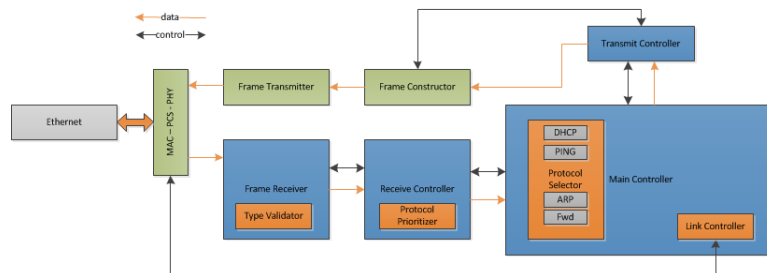 data
control
Transmit Controller
Frame Transmitter
Frame Constructor
Ethernet
MAC – PCS - PHY
DHCP
PING
Protocol
Selector
Main Controller
ARP
Fwd
Frame Receiver
Type Validator
Receive Controller
Protocol
Prioritizer
Link Controller